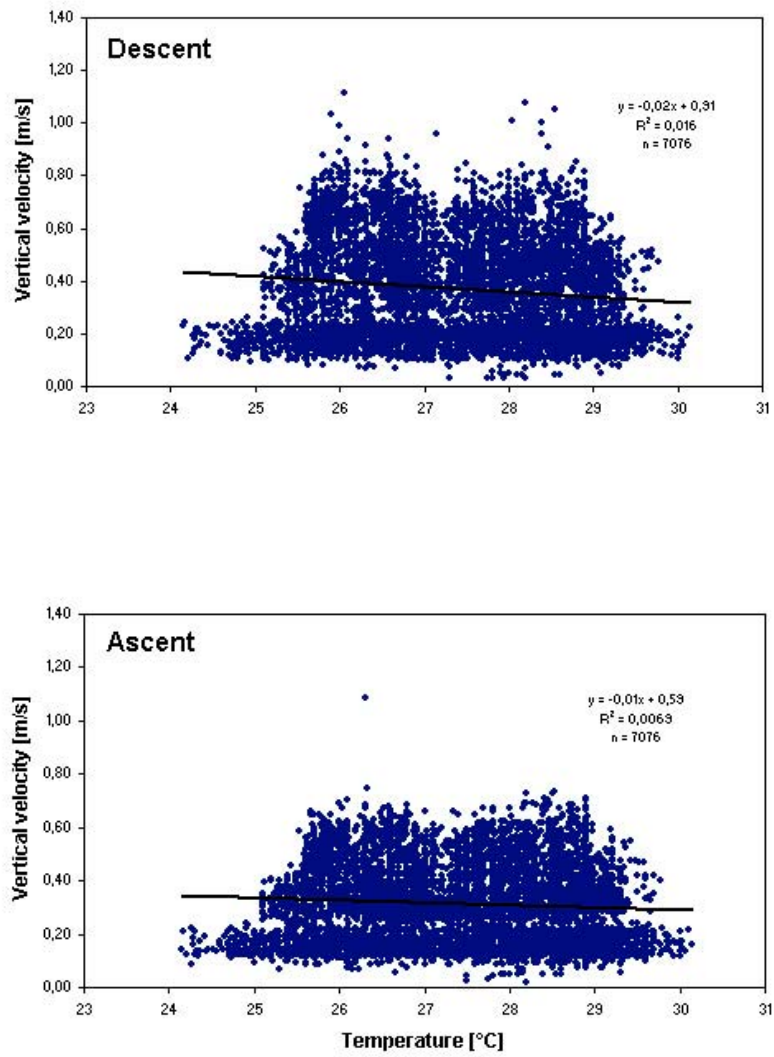 Descent
1,40
1,20
1,00
0,80
0,60
0,40
0,20
0,00
Vertical velocity [m/s]
y = -0,02x + 0,91
R² = 0,016
n = 7076
23 24 25 26 27 28 29 30 31
Ascent
1,40
1,20
1,00
0,80
0,60
0,40
0,20
0,00
Vertical velocity [m/s]
y = -0,01x + 0,59
R² = 0,0069
n = 7076
23 24 25 26 27 28 29 30 31
Temperature [°C]